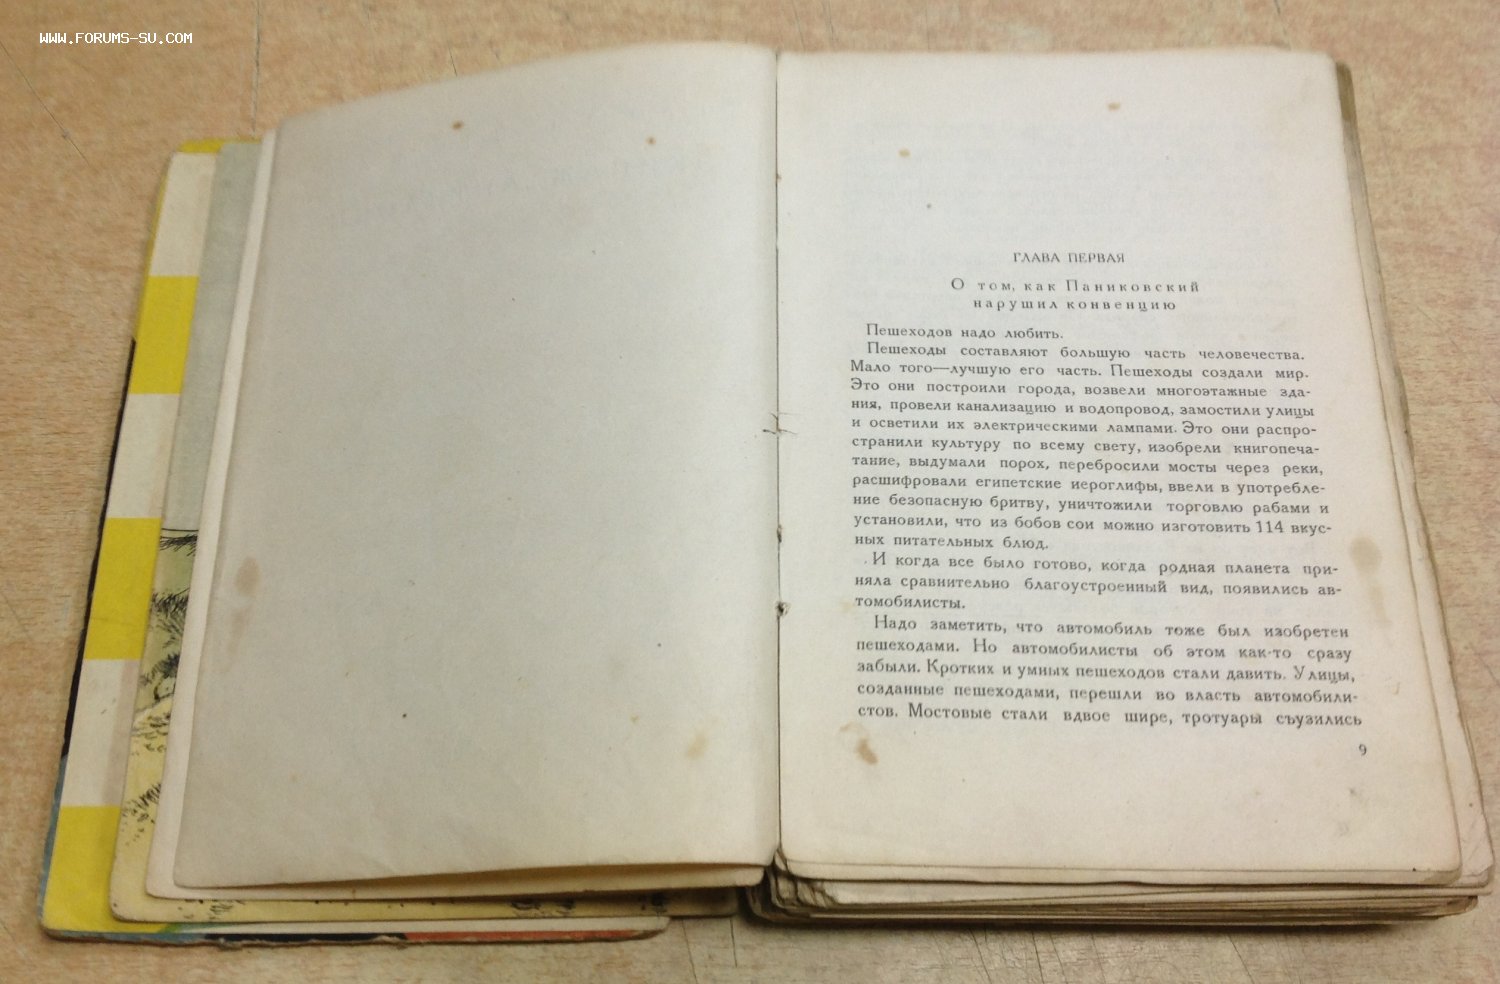 WWW.FORUMS-SU.COM
ГЛАВА ПЕРВАЯ
О том, как Паниковский
нарушил конвенцию
Пешеходов надо любить.
Пешеходы составляют большую часть человечества.
Мало того—лучшую его часть. Пешеходы создали мир.
Это они построили города, возвели многоэтажные зда-
ния, провели канализацию и водопровод, замостили улицы
и осветили их электрическими лампами. Это они распро-
странили культуру по всему свету, изобрели книгопеча-
тание, выдумали порох, перебросили мосты через реки,
расшифровали египетские иероглифы, ввели в употребле-
ние безопасную бритву, уничтожили торговлю рабами и
установили, что из бобов сои можно изготовить 114 вкус-
ных питательных блюд.
И когда все было готово, когда родная планета при-
няла сравнительно благоустроенный вид, появились ав-
томобилисты.
Надо заметить, что автомобиль тоже был изобретен
пешеходами. Но автомобилисты об этом как-то сразу
забыли. Кротких и умных пешеходов стали давить. Улицы,
созданные пешеходами, перешли во власть автомобили-
стов. Мостовые стали вдвое шире, тротуары съузились
9